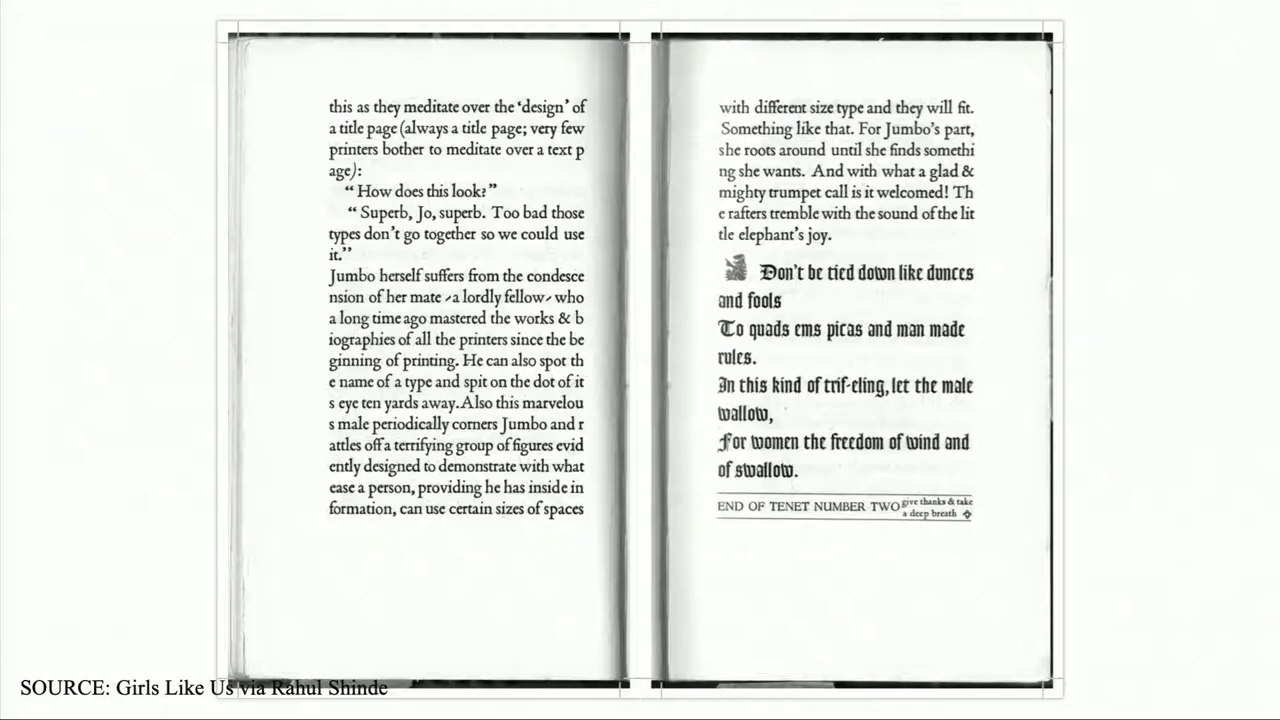 this as they meditate over the ‘design’ of
a title page (always a title page; very few
printers bother to meditate over a text p
age):
“ How does this look? ”
“ Superb, Jo, superb. Too bad those
types don’t go together so we could use
it.”
Jumbo herself suffers from the condesce
nsion of her mate -a lordly fellow- who
a long time ago mastered the works & b
iographies of all the printers since the be
ginning of printing. He can also spot th
e name of a type and spit on the dot of it
s eye ten yards away. Also this marvelou
s male periodically corners Jumbo and r
attles off a terrifying group of figures evid
ently designed to demonstrate with what
ease a person, providing he has inside in
formation, can use certain sizes of spaces
with different size type and they will fit.
Something like that. For Jumbo’s part,
she roots around until she finds somethi
ng she wants. And with what a glad &
mighty trumpet call is it welcomed! Th
e rafters tremble with the sound of the lit
tle elephant’s joy.
Don’t be tied down like dunces
and fools
To quads ems picas and man made
rules.
In this kind of trif-eling, let the male
wallow,
For women the freedom of wind and
of swallow.
END OF TENET NUMBER TWO give thanks & take
a deep breath
SOURCE: Girls Like Us via Rahul Shinde